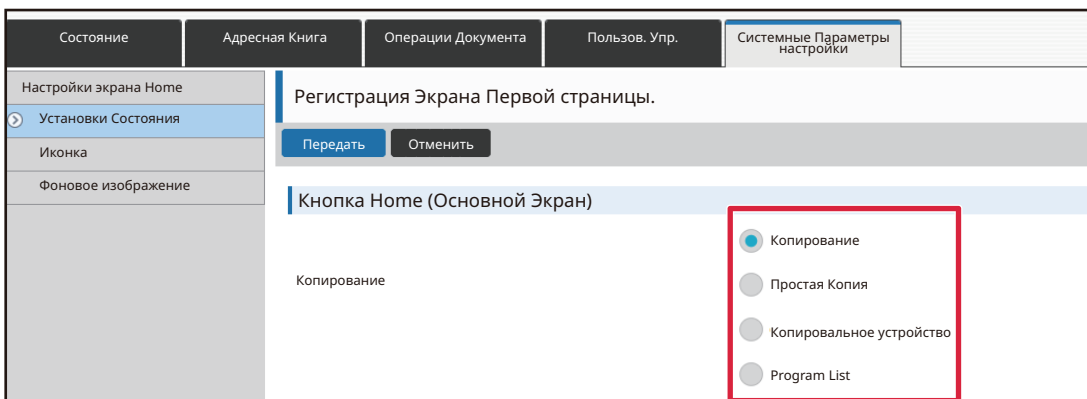 Состояние
Адресная Книга
Операции Документа
Пользов. Упр.
Системные Параметры
настройки
Настройки экрана Home
Установки Состояния
Иконка
Фоновое изображение
Регистрация Экрана Первой страницы.
Передать
Отменить
Кнопка Home (Основной Экран)
Копирование
Копирование
Простая Копия
Копировальное устройство
Program List